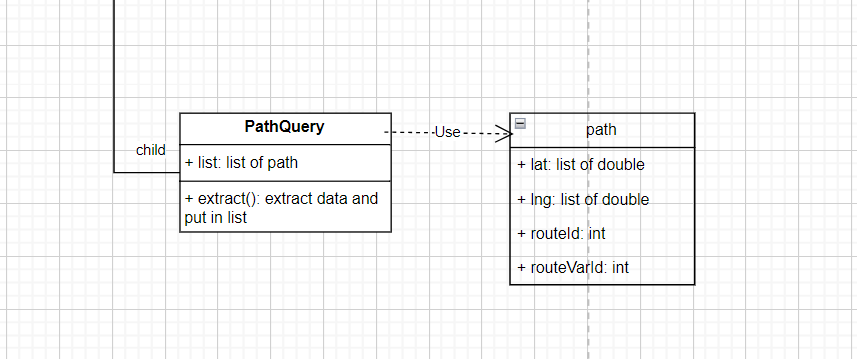 PathQuery
child
+ list: list of path
+ extract(): extract data and
put in list
Use
path
+ lat: list of double
+ lng: list of double
+ routeId: int
+ routeVarId: int